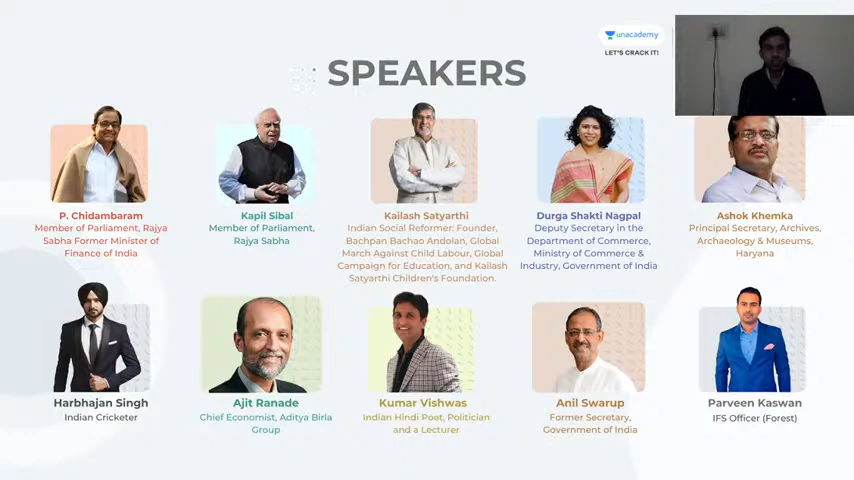 unacademy
LET'S CRACK IT!
SPEAKERS
P. Chidambaram
Member of Parliament, Rajya
Sabha Former Minister of
Finance of India
Kapil Sibal
Member of Parliament,
Rajya Sabha
Kailash Satyarthi
Indian Social Reformer: Founder,
Bachpan Bachao Andolan, Global
March Against Child Labour, Global
Campaign for Education, and Kailash
Satyarthi Children's Foundation.
Durga Shakti Nagpal
Deputy Secretary in the
Department of Commerce,
Ministry of Commerce &
Industry, Government of India
Ashok Khemka
Principal Secretary, Archives,
Archaeology & Museums,
Haryana
Harbhajan Singh
Indian Cricketer
Ajit Ranade
Chief Economist, Aditya Birla
Group
Kumar Vishwas
Indian Hindi Poet, Politician
and a Lecturer
Anil Swarup
Former Secretary,
Government of India
Parveen Kaswan
IFS Officer (Forest)